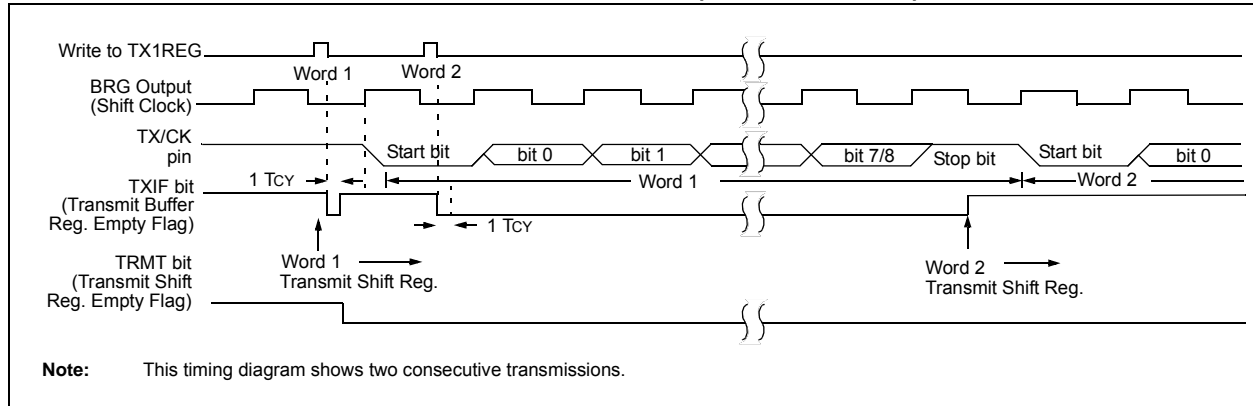 Write to TX1REG
Word 1
Word 2
BRG Output
(Shift Clock)
TX/CK
pin
Start bit
bit 0
bit 1
bit 7/8
Stop bit
Start bit
bit 0
1 TCY
Word 1
Word 2
TXIF bit
(Transmit Buffer
Reg. Empty Flag)
1 TCY
Word 1
Transmit Shift Reg.
Word 2
Transmit Shift Reg.
TRMT bit
(Transmit Shift
Reg. Empty Flag)
Note: This timing diagram shows two consecutive transmissions.